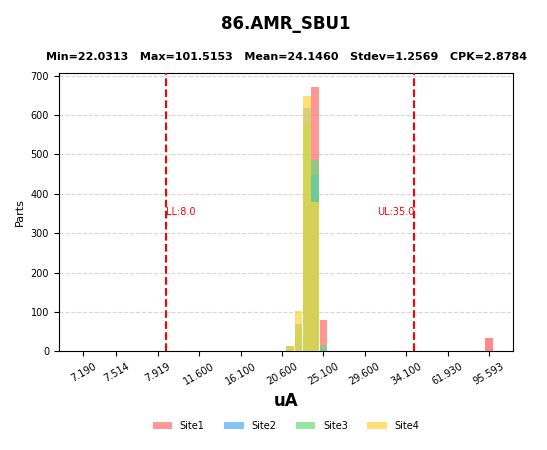 86.AMR_SBU1
Min=22.0313 Max=101.5153 Mean=24.1460 Stdev=1.2569 CPK=2.8784
700
600
500
400
300
200
100
0
Parts
LL:8.0
UL:35.0
7.190 7.514 7.919 11.600 16.100 20.600 25.100 29.600 34.100 61.930 95.593
uA
Site1 Site2 Site3 Site4